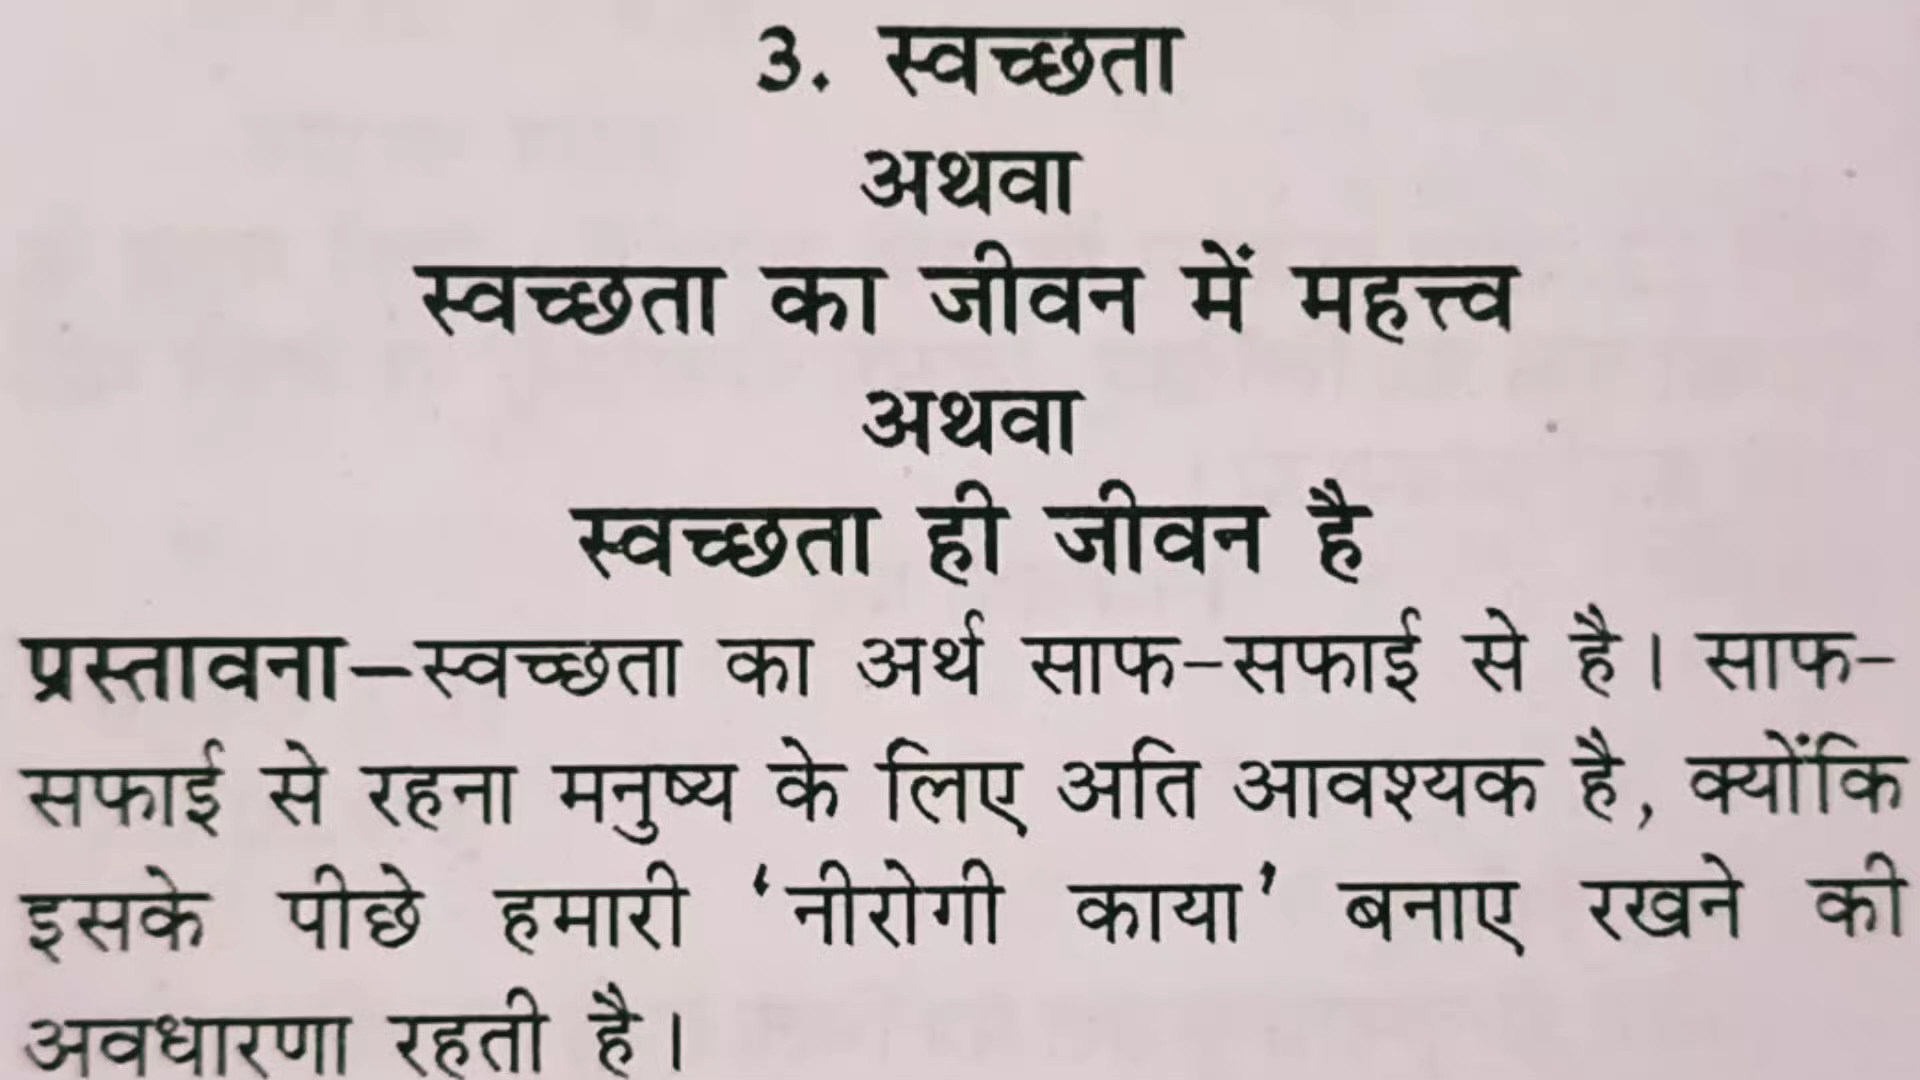 3. स्वच्छता
अथवा
स्वच्छता का जीवन में महत्त्व
अथवा
स्वच्छता ही जीवन है
प्रस्तावना–स्वच्छता का अर्थ साफ-सफाई से है। साफ-
सफाई से रहना मनुष्य के लिए अति आवश्यक है, क्योंकि
इसके पीछे हमारी ‘नीरोगी काया’ बनाए रखने की
अवधारणा रहती है।